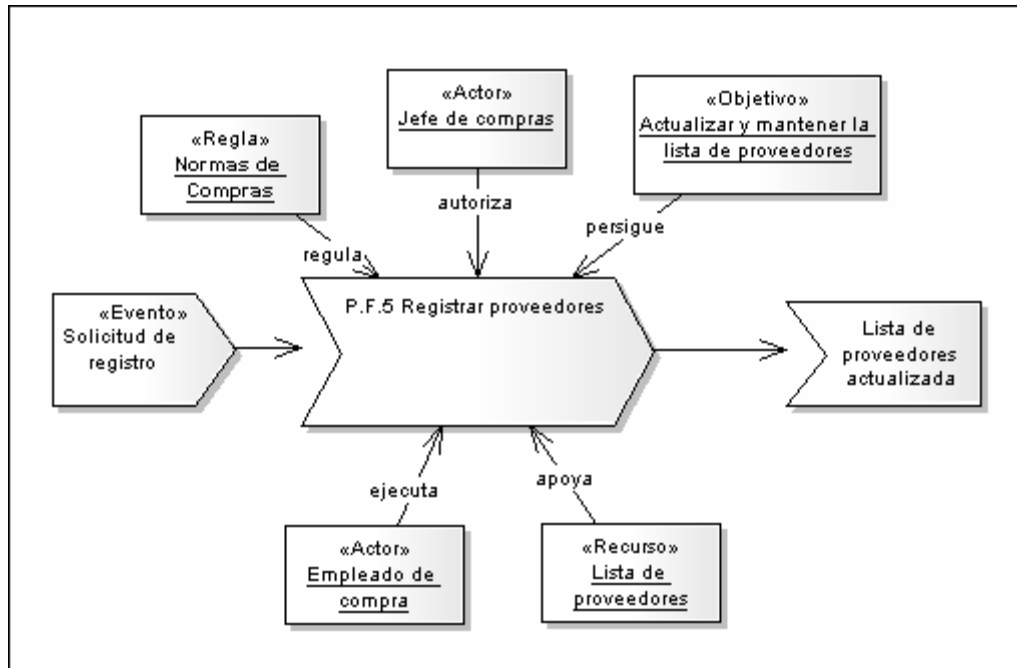 «Actor»
Jefe de compras
«Objetivo»
Actualizar y mantener la
lista de proveedores
«Regla»
Normas de
Compras
autoriza
persigue
regula
«Evento»
Solicitud de
registro
P.F.5 Registrar proveedores
Lista de
proveedores
actualizada
ejecuta
apoya
«Actor»
Empleado de
compra
«Recurso»
Lista de
proveedores